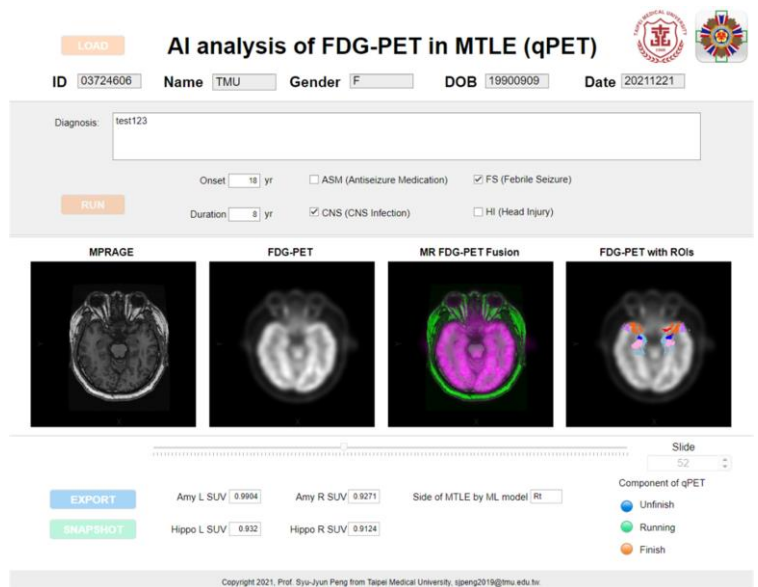 LOAD
AI analysis of FDG-PET in MTLE (qPET)
ID 03724606 Name TMU Gender F DOB 19900909 Date 20211221
Diagnosis: test123
Onset 18 yr ASM (Antiseizure Medication) FS (Febrile Seizure)
RUN
Duration 8 yr CNS (CNS Infection) HI (Head Injury)
MPRAGE FDG-PET MR FDG-PET Fusion FDG-PET with ROIs
Slide
52
Component of qPET
EXPORT Amy L SUV 0.9904 Amy R SUV 0.9271 Side of MTLE by ML model Rt
Unfinish
SNAPSHOT Hippo L SUV 0.932 Hippo R SUV 0.9124
Running
Finish
Copyright 2021, Prof. Syu-Jyun Peng from Taipei Medical University, sjpeng2019@tmu.edu.tw